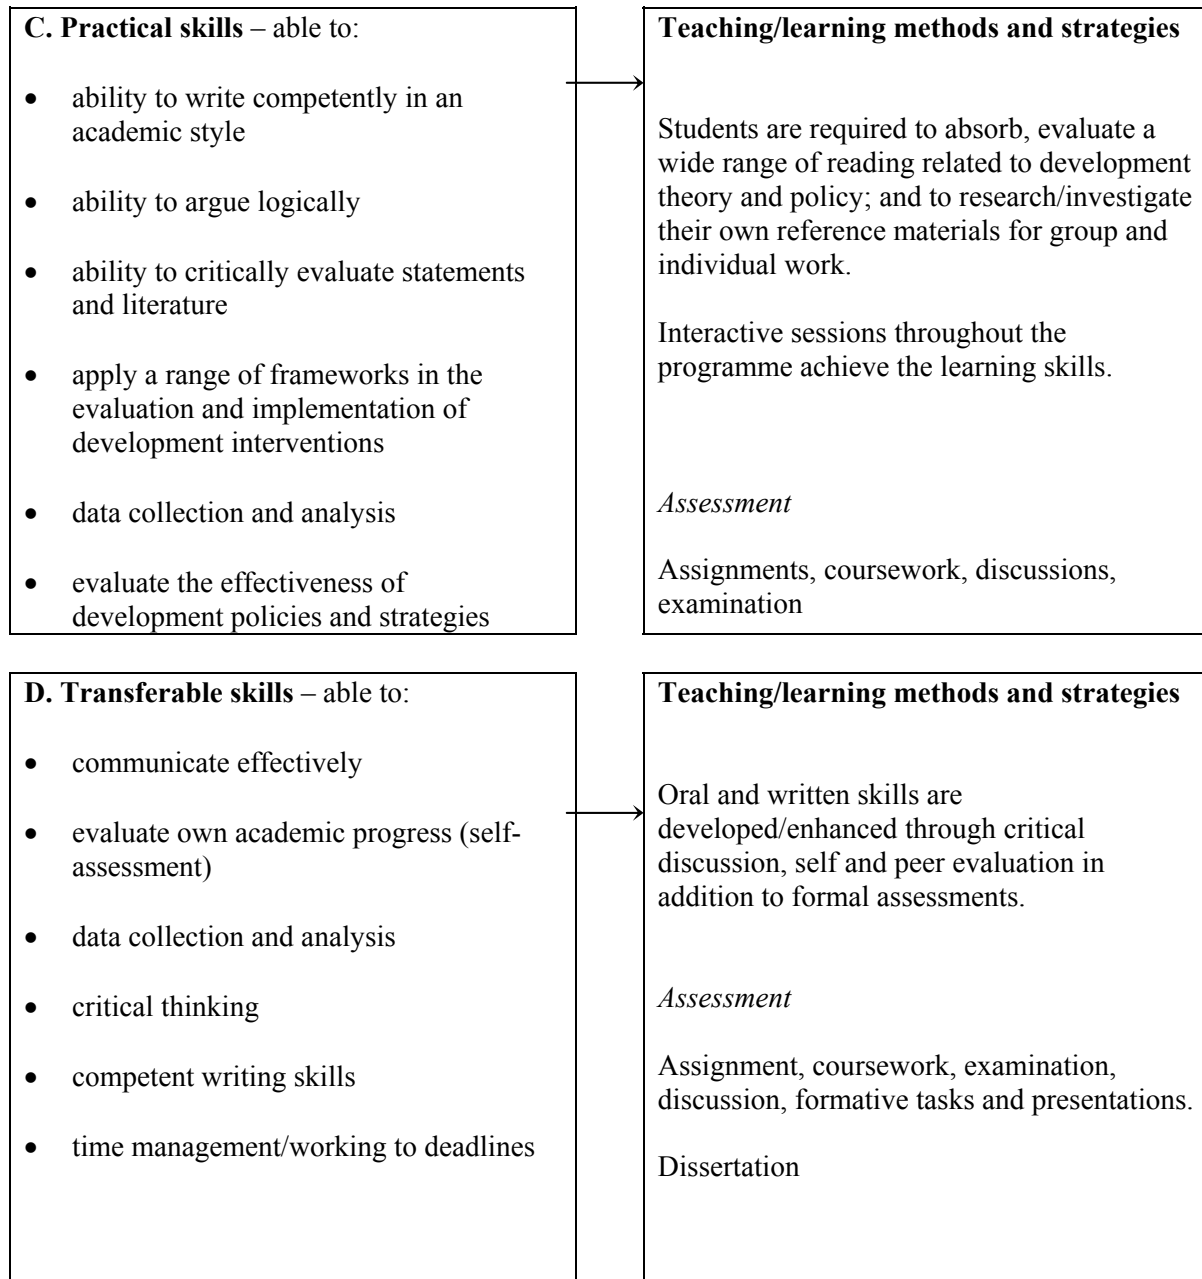 C. Practical skills – able to:
• ability to write competently in an
academic style
• ability to argue logically
• ability to critically evaluate statements
and literature
• apply a range of frameworks in the
evaluation and implementation of
development interventions
• data collection and analysis
• evaluate the effectiveness of
development policies and strategies
Teaching/learning methods and strategies
Students are required to absorb, evaluate a
wide range of reading related to development
theory and policy; and to research/investigate
their own reference materials for group and
individual work.
Interactive sessions throughout the
programme achieve the learning skills.
Assessment
Assignments, coursework, discussions,
examination
D. Transferable skills – able to:
• communicate effectively
• evaluate own academic progress (self-
assessment)
• data collection and analysis
• critical thinking
• competent writing skills
• time management/working to deadlines
Teaching/learning methods and strategies
Oral and written skills are
developed/enhanced through critical
discussion, self and peer evaluation in
addition to formal assessments.
Assessment
Assignment, coursework, examination,
discussion, formative tasks and presentations.
Dissertation